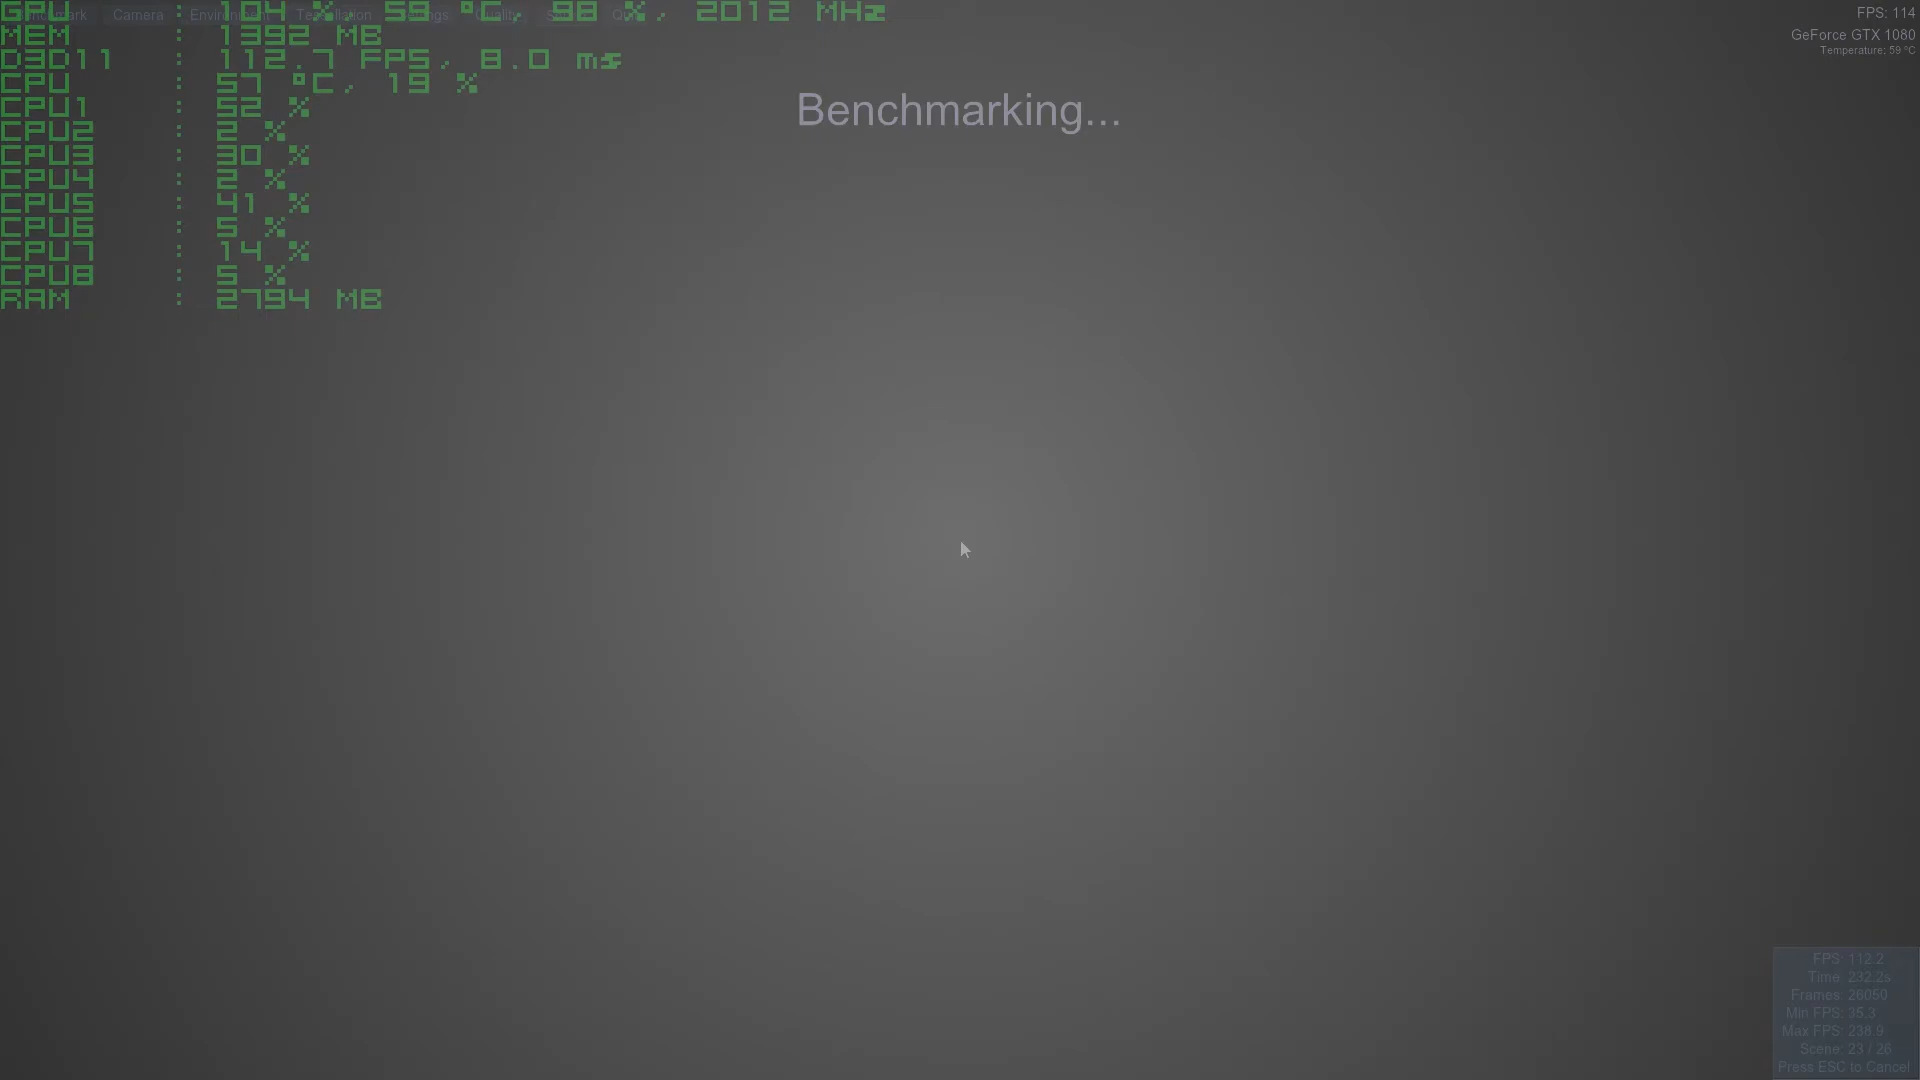 GPU : 104 %, 59 °C, 98 %, 2012 MHz
MEM : 1392 MB
D3D11 : 112.7 FPS, 8.0 ms
CPU : 57 °C, 19 %
CPU1 : 52 %
CPU2 : 2 %
CPU3 : 30 %
CPU4 : 2 %
CPU5 : 41 %
CPU6 : 5 %
CPU7 : 14 %
CPU8 : 5 %
RAM : 2794 MB
Camera
Quality
FPS: 114
GeForce GTX 1080
Temperature: 59 °C
Benchmarking...
FPS: 112.2
Time: 232.2s
Frames: 26050
Min FPS: 35.3
Max FPS: 238.9
Scene: 23 / 26
Press ESC to Cancel